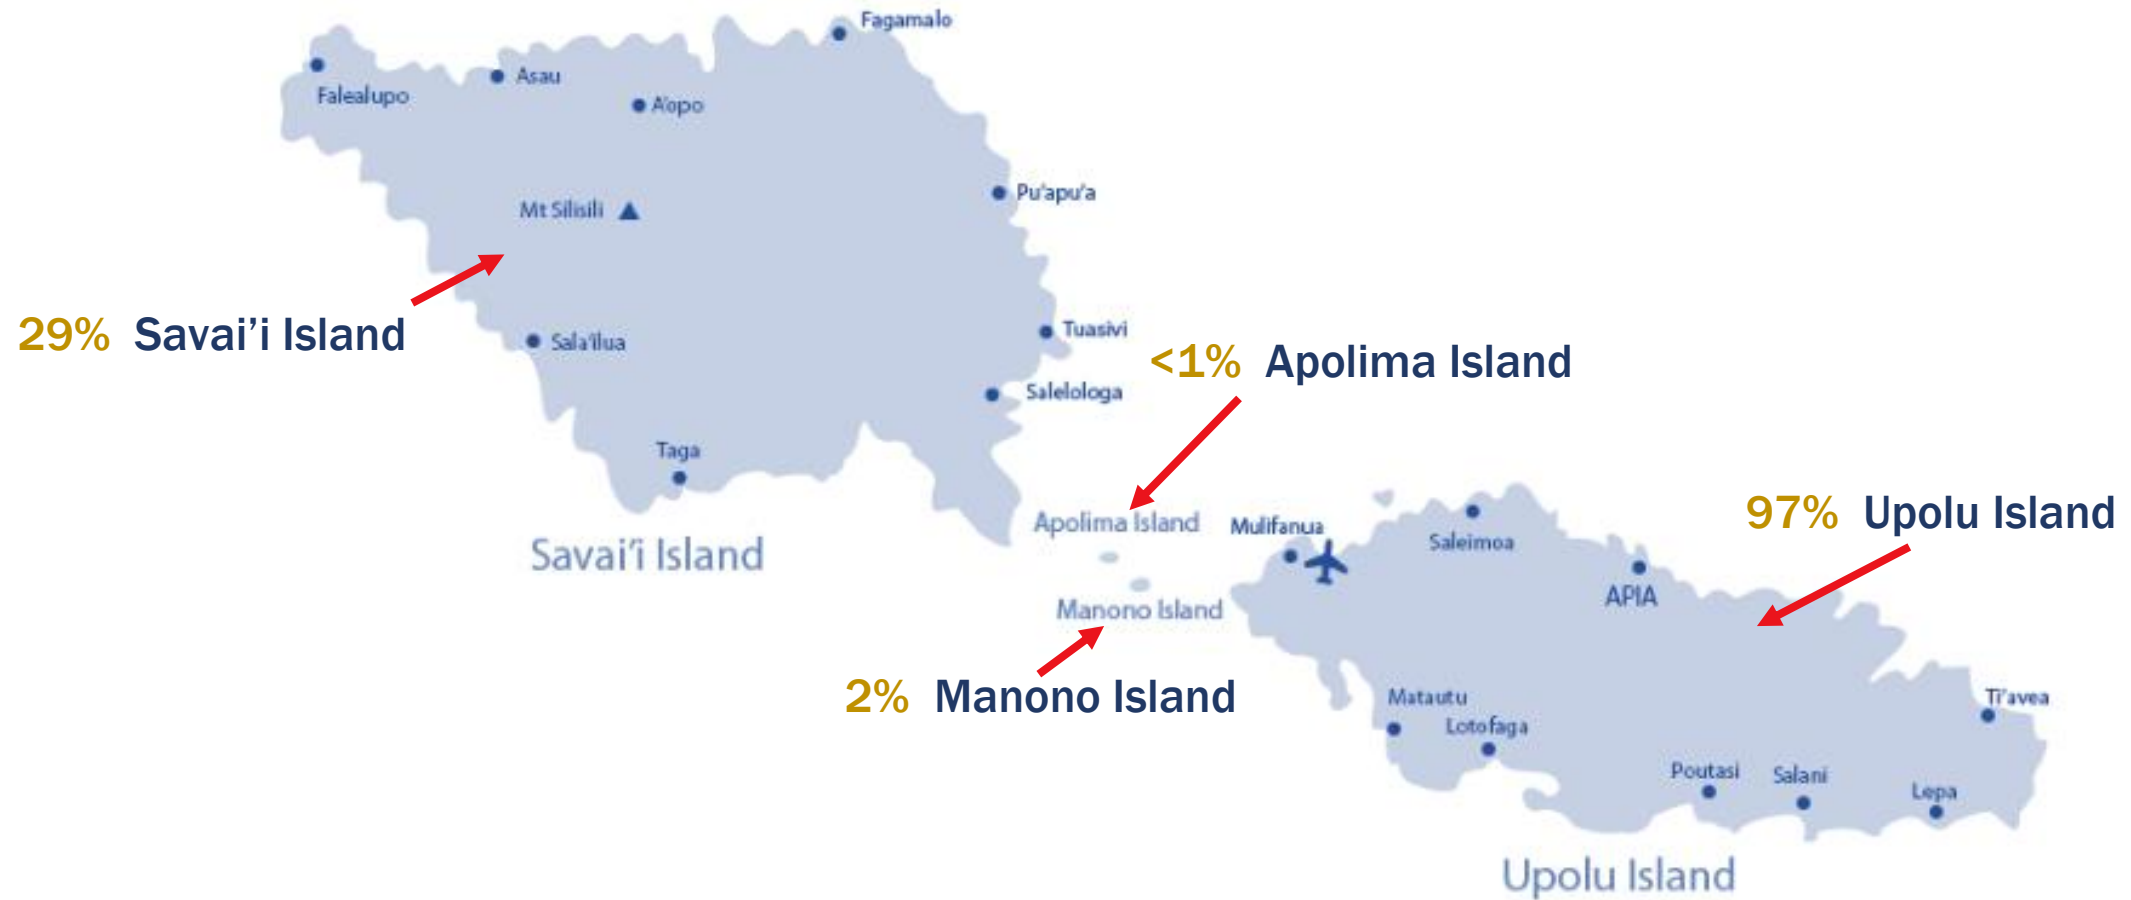 Fagamalo
Falealupo
Asau
A'opo
Mt Silisili
Pu'apu'a
29% Savai’i Island
Sala'ilua
Tuasivi
<1% Apolima Island
Salelologa
Taga
Savai'i Island
Apolima Island
Mulifanua
Saleimoa
97% Upolu Island
APIA
Manono Island
2% Manono Island
Matautu
Lotofaga
Ti'avea
Poutasi
Salani
Lepa
Upolu Island